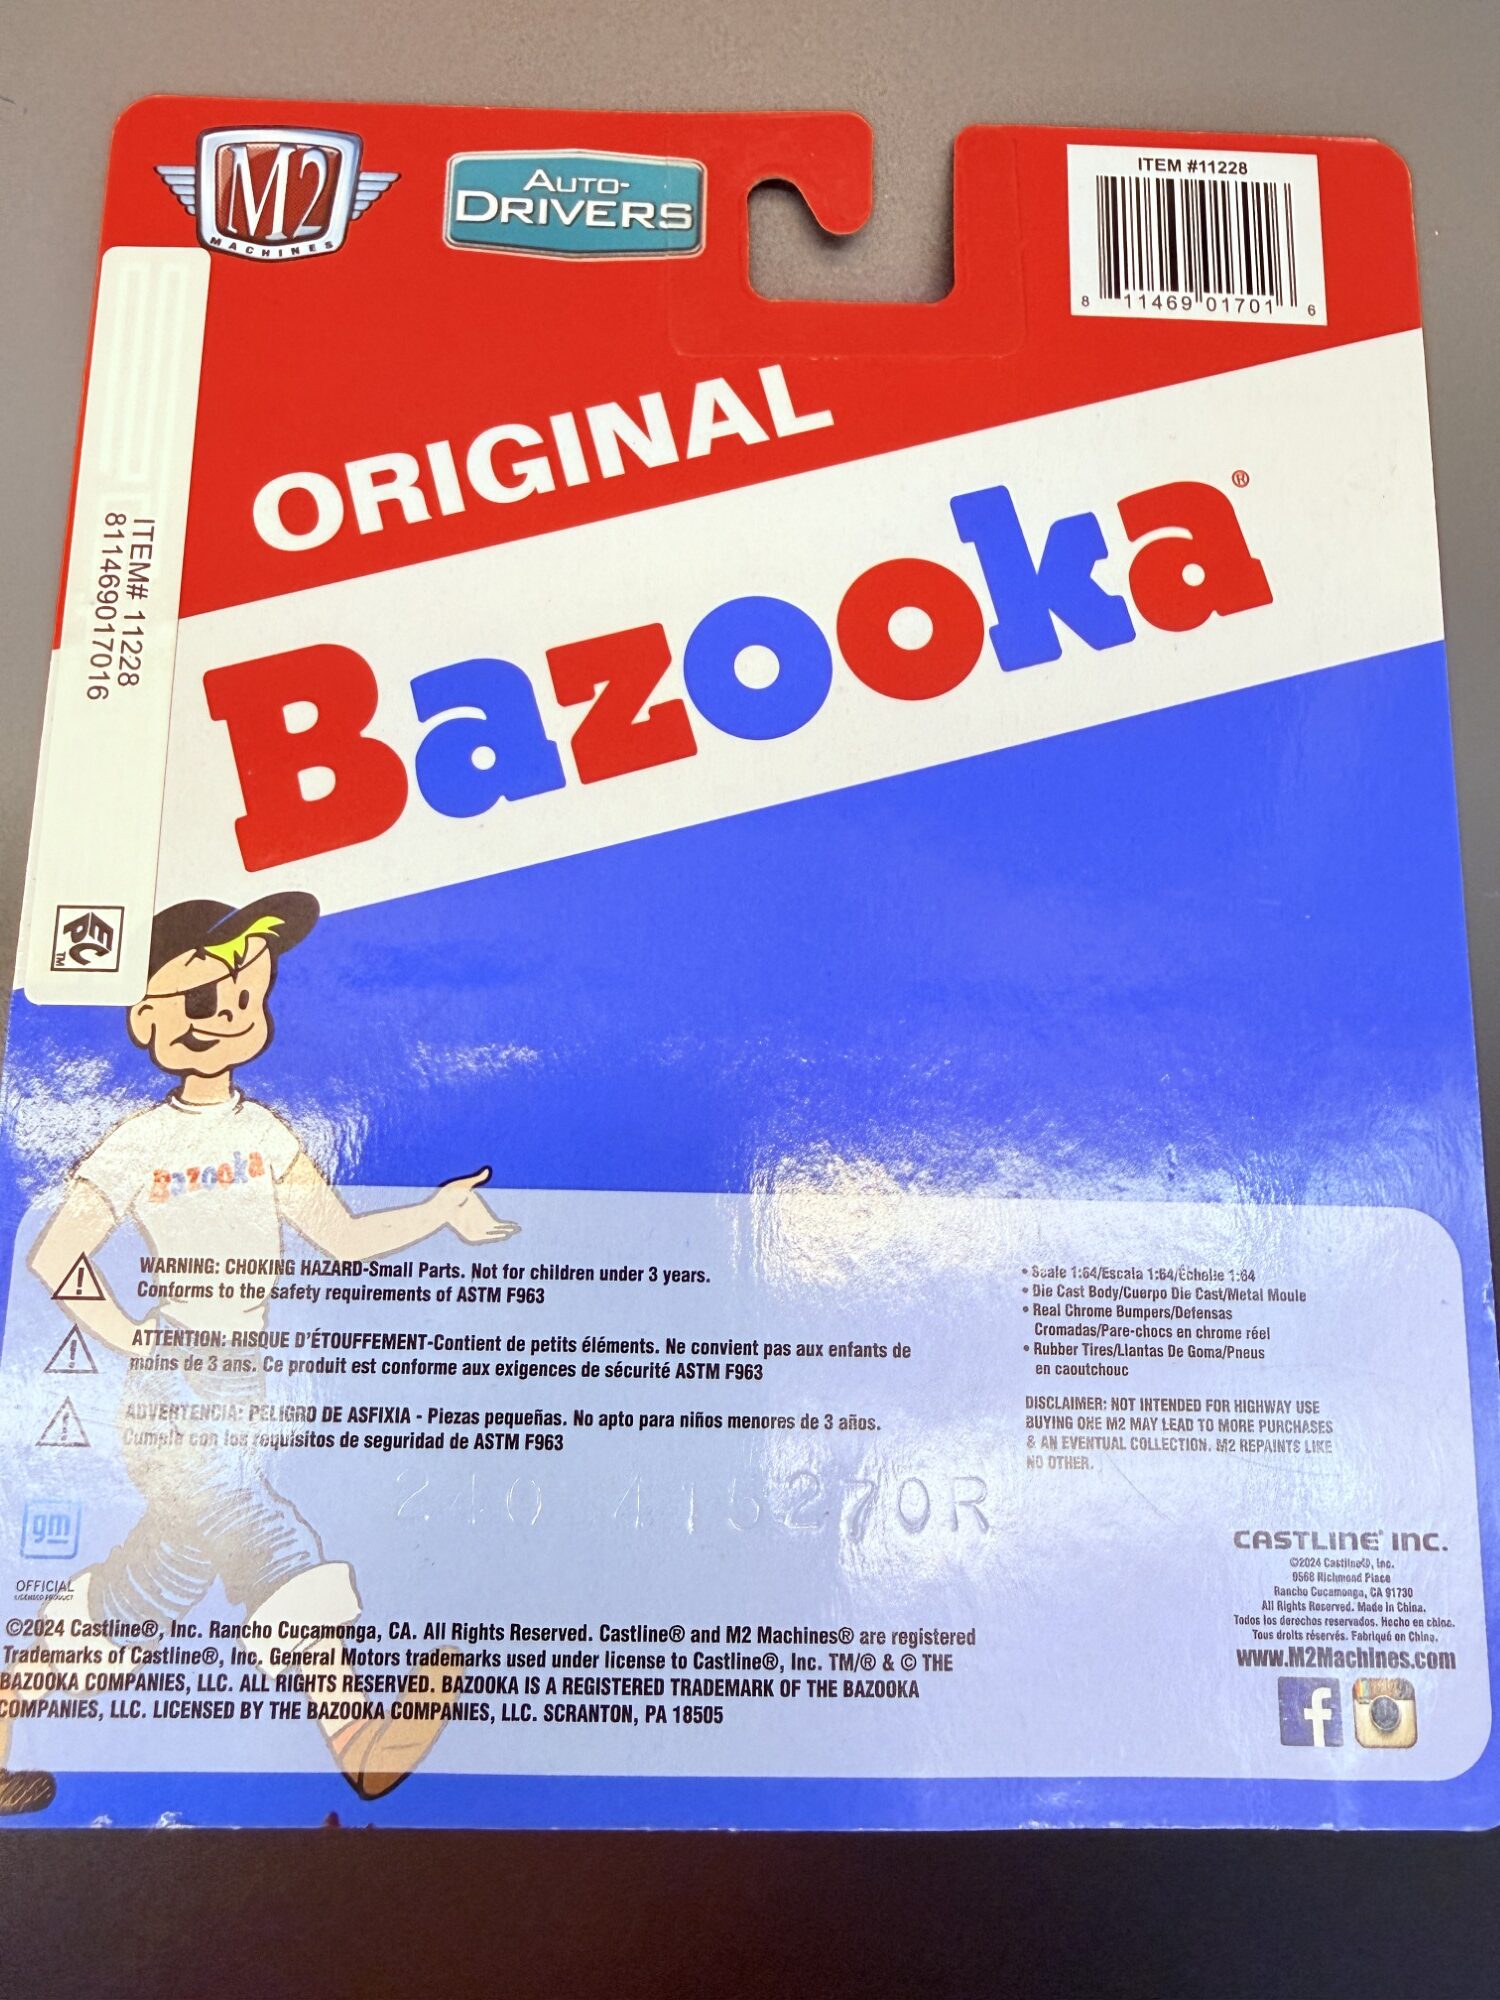 M2
MACHINES
AUTO-
DRIVERS
ITEM #11228
8 11469 01701 6
ORIGINAL
Bazooka®
ITEM# 11228
811469017016
EPC
TM
Bazooka
WARNING: CHOKING HAZARD-Small Parts. Not for children under 3 years.
Conforms to the safety requirements of ASTM F963
ATTENTION: RISQUE D'ÉTOUFFEMENT-Contient de petits éléments. Ne convient pas aux enfants de
moins de 3 ans. Ce produit est conforme aux exigences de sécurité ASTM F963
ADVERTENCIA: PELIGRO DE ASFIXIA - Piezas pequeñas. No apto para niños menores de 3 años.
Cumple con los requisitos de seguridad de ASTM F963
• Scale 1:64/Escala 1:64/Échelle 1:64
• Die Cast Body/Cuerpo Die Cast/Metal Moule
• Real Chrome Bumpers/Defensas
Cromadas/Pare-chocs en chrome réel
• Rubber Tires/Llantas De Goma/Pneus
en caoutchouc
DISCLAIMER: NOT INTENDED FOR HIGHWAY USE
BUYING ONE M2 MAY LEAD TO MORE PURCHASES
& AN EVENTUAL COLLECTION. M2 REPAINTS LIKE
NO OTHER.
270R
gm
OFFICIAL
LICENSED PRODUCT
CASTLINE® INC.
©2024 Castline®, Inc.
9568 Richmond Place
Rancho Cucamonga, CA 91730
All Rights Reserved. Made in China.
Todos los derechos reservados. Hecho en china.
Tous droits réservés. Fabriqué en Chine.
www.M2Machines.com
f
©2024 Castline®, Inc. Rancho Cucamonga, CA. All Rights Reserved. Castline® and M2 Machines® are registered
Trademarks of Castline®, Inc. General Motors trademarks used under license to Castline®, Inc. TM/® & © THE
BAZOOKA COMPANIES, LLC. ALL RIGHTS RESERVED. BAZOOKA IS A REGISTERED TRADEMARK OF THE BAZOOKA
COMPANIES, LLC. LICENSED BY THE BAZOOKA COMPANIES, LLC. SCRANTON, PA 18505